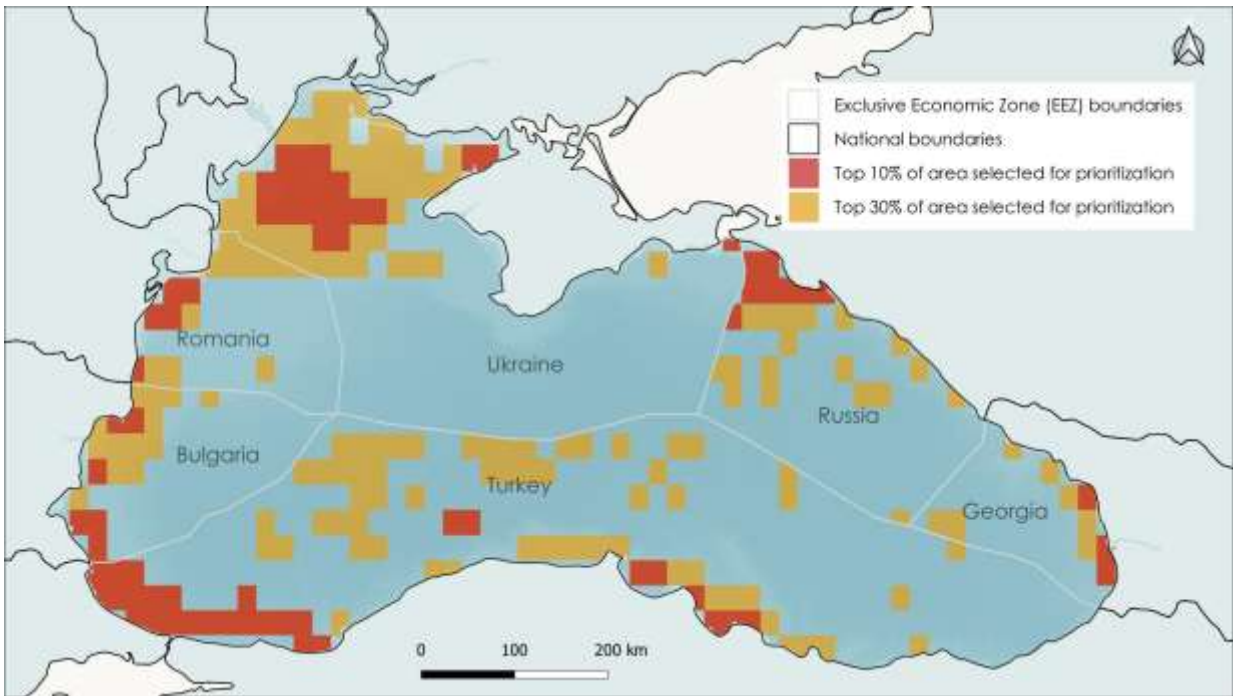 Exclusive Economic Zone (EEZ) boundaries
National boundaries
Top 10% of area selected for prioritization
Top 30% of area selected for prioritization
Romania
Ukraine
Russia
Bulgaria
Turkey
Georgia
0 100 200 km